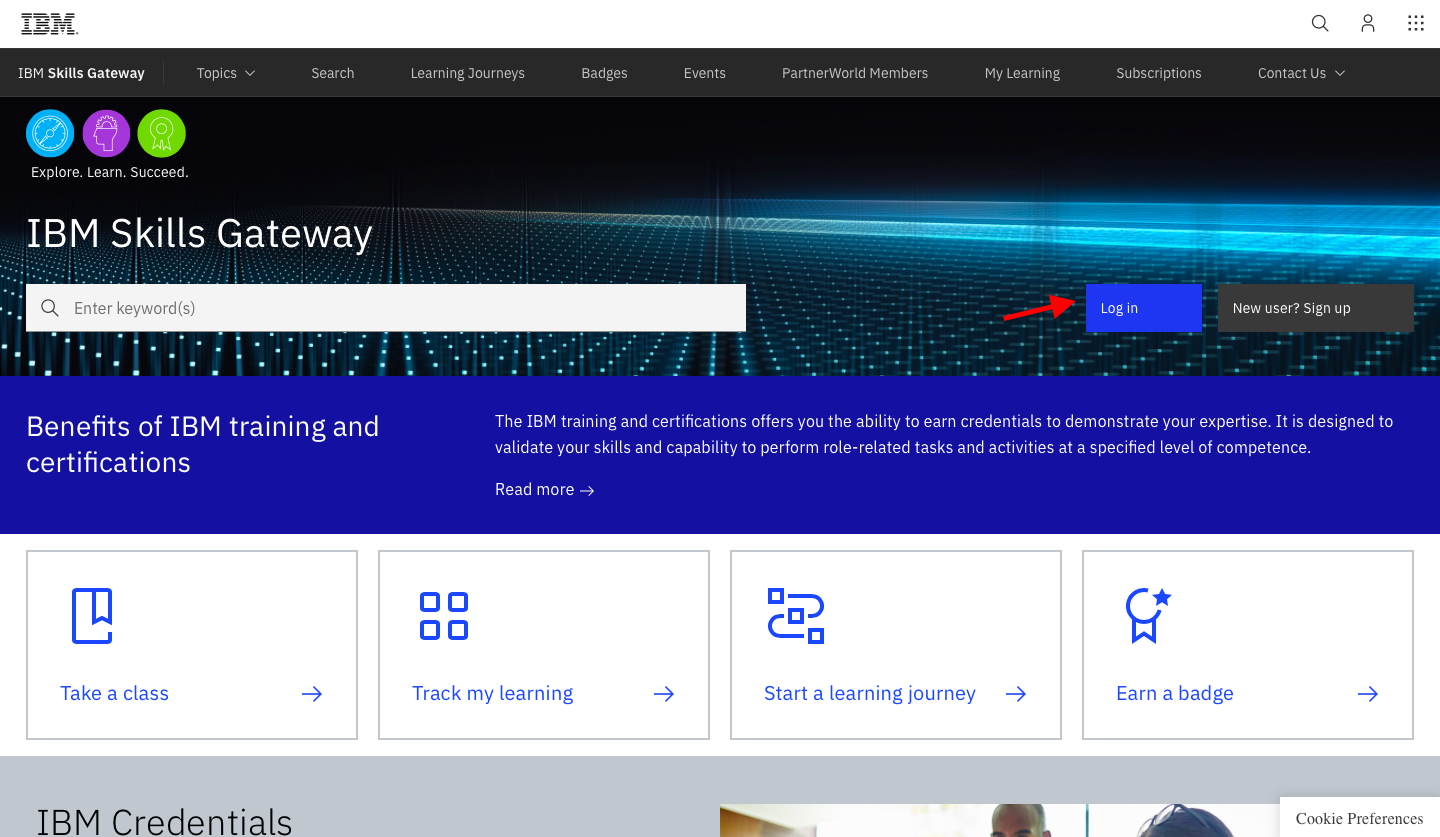 IBM
IBM Skills Gateway
Topics
Search
Learning Journeys
Badges
Events
PartnerWorld Members
My Learning
Subscriptions
Contact Us
Explore. Learn. Succeed.
IBM Skills Gateway
Enter keyword(s)
Log in
New user? Sign up
Benefits of IBM training and
certifications
The IBM training and certifications offers you the ability to earn credentials to demonstrate your expertise. It is designed to
validate your skills and capability to perform role-related tasks and activities at a specified level of competence.
Read more
Take a class
Track my learning
Start a learning journey
Earn a badge
IBM Credentials
Cookie Preferences